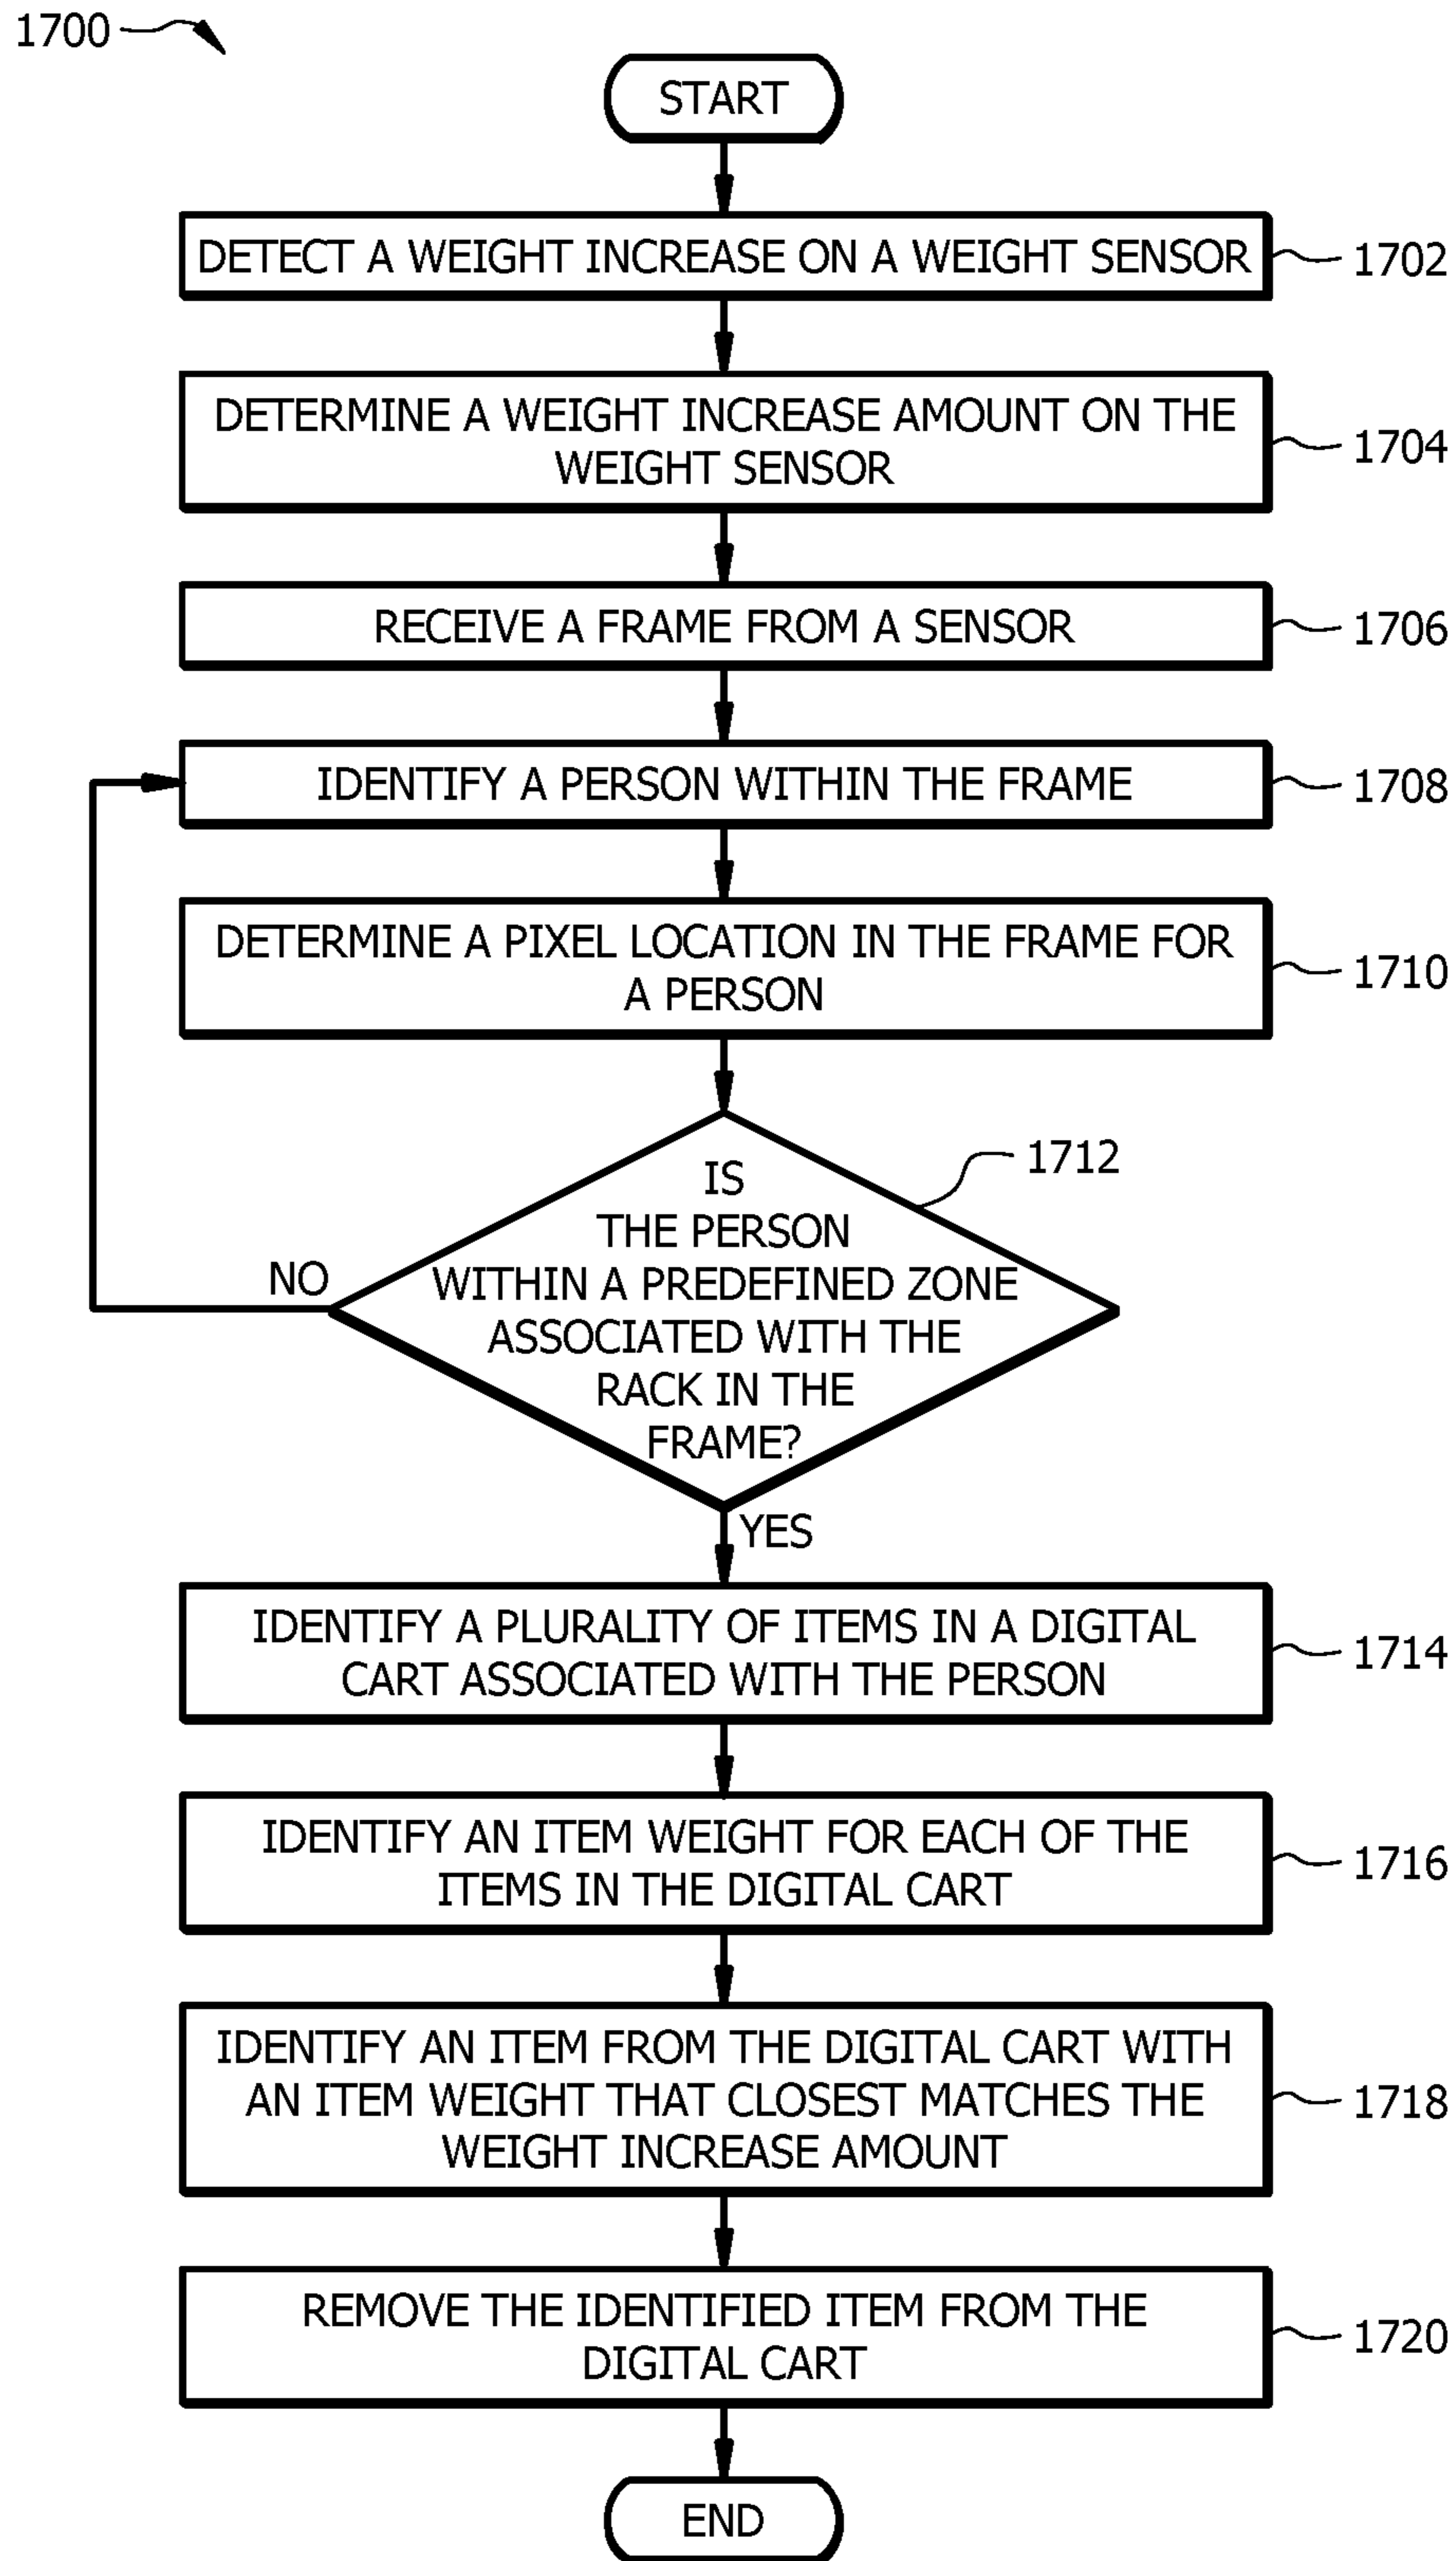 1700
START
DETECT A WEIGHT INCREASE ON A WEIGHT SENSOR
1702
DETERMINE A WEIGHT INCREASE AMOUNT ON THE
WEIGHT SENSOR
1704
RECEIVE A FRAME FROM A SENSOR
1706
IDENTIFY A PERSON WITHIN THE FRAME
1708
DETERMINE A PIXEL LOCATION IN THE FRAME FOR
A PERSON
1710
1712
IS
THE PERSON
WITHIN A PREDEFINED ZONE
ASSOCIATED WITH THE
RACK IN THE
FRAME?
NO
YES
IDENTIFY A PLURALITY OF ITEMS IN A DIGITAL
CART ASSOCIATED WITH THE PERSON
1714
IDENTIFY AN ITEM WEIGHT FOR EACH OF THE
ITEMS IN THE DIGITAL CART
1716
IDENTIFY AN ITEM FROM THE DIGITAL CART WITH
AN ITEM WEIGHT THAT CLOSEST MATCHES THE
WEIGHT INCREASE AMOUNT
1718
REMOVE THE IDENTIFIED ITEM FROM THE
DIGITAL CART
1720
END